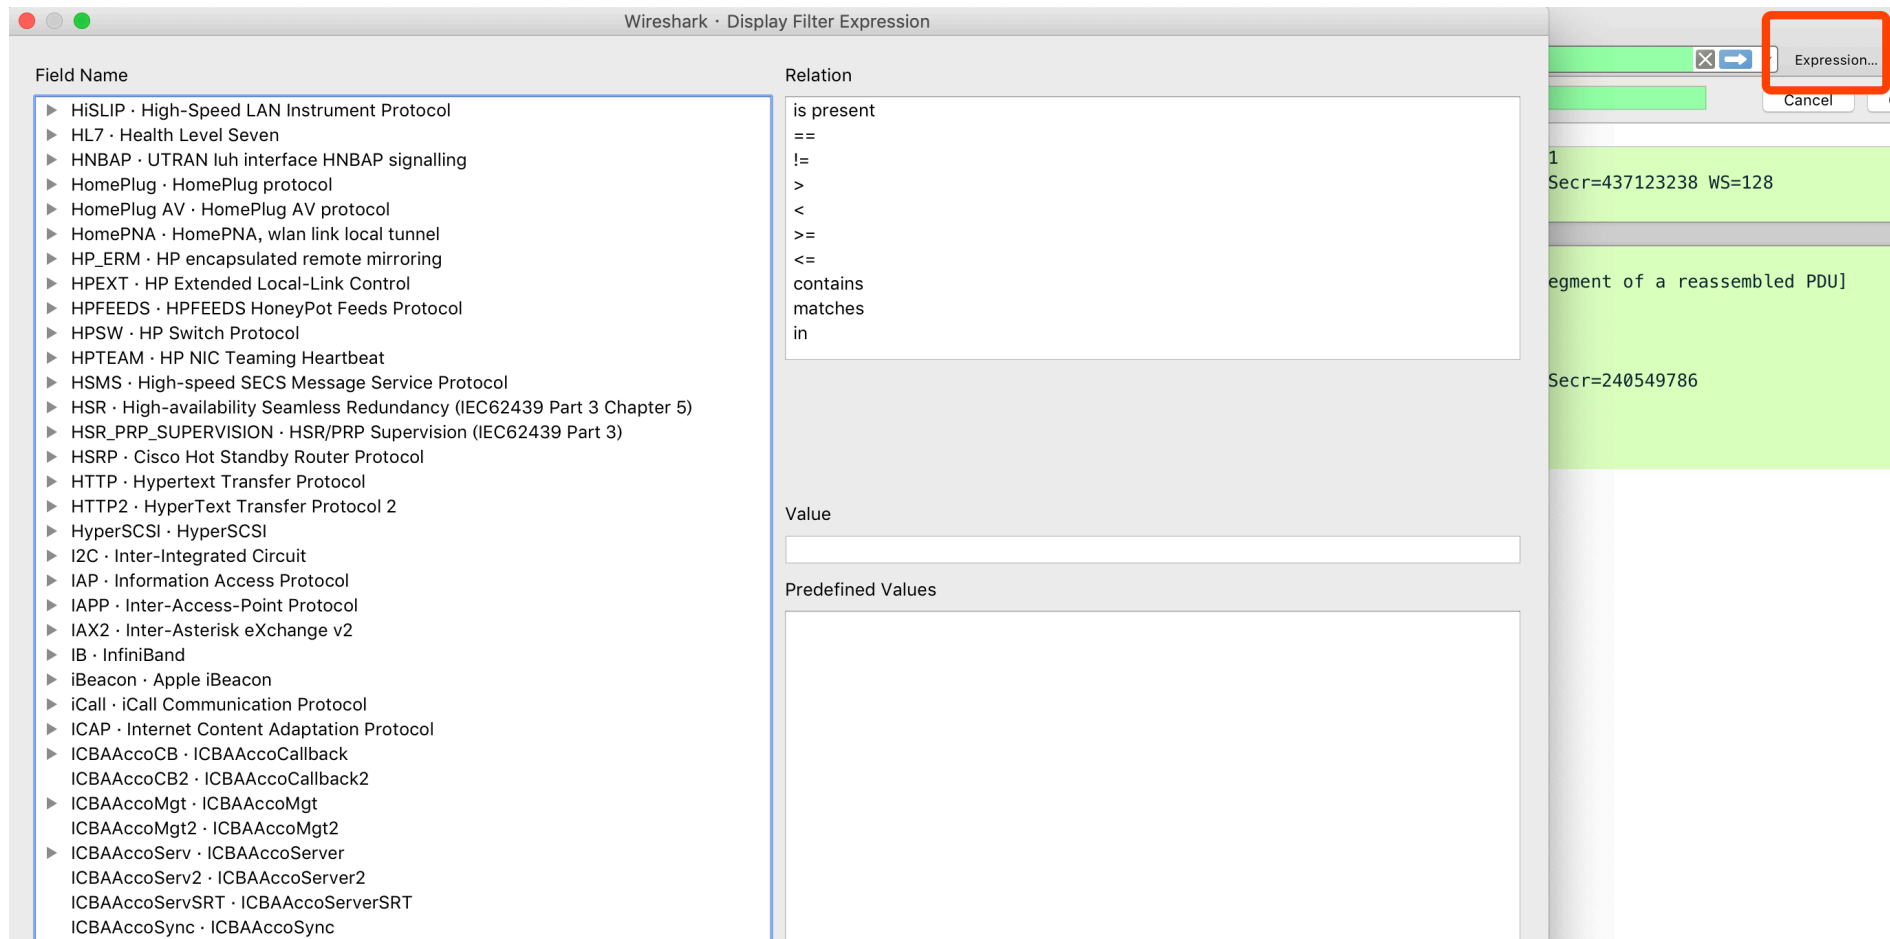 Wireshark · Display Filter Expression
Expression...
Cancel
Field Name
HiSLIP · High-Speed LAN Instrument Protocol
HL7 · Health Level Seven
HNBAP · UTRAN Iuh interface HNBAP signalling
HomePlug · HomePlug protocol
HomePlug AV · HomePlug AV protocol
HomePNA · HomePNA, wlan link local tunnel
HP_ERM · HP encapsulated remote mirroring
HPEXT · HP Extended Local-Link Control
HPFEEDS · HPFEEDS HoneyPot Feeds Protocol
HPSW · HP Switch Protocol
HPTEAM · HP NIC Teaming Heartbeat
HSMS · High-speed SECS Message Service Protocol
HSR · High-availability Seamless Redundancy (IEC62439 Part 3 Chapter 5)
HSR_PRP_SUPERVISION · HSR/PRP Supervision (IEC62439 Part 3)
HSRP · Cisco Hot Standby Router Protocol
HTTP · Hypertext Transfer Protocol
HTTP2 · HyperText Transfer Protocol 2
HyperSCSI · HyperSCSI
I2C · Inter-Integrated Circuit
IAP · Information Access Protocol
IAPP · Inter-Access-Point Protocol
IAX2 · Inter-Asterisk eXchange v2
IB · InfiniBand
iBeacon · Apple iBeacon
iCall · iCall Communication Protocol
ICAP · Internet Content Adaptation Protocol
ICBAAccoCB · ICBAAccoCallback
ICBAAccoCB2 · ICBAAccoCallback2
ICBAAccoMgt · ICBAAccoMgt
ICBAAccoMgt2 · ICBAAccoMgt2
ICBAAccoServ · ICBAAccoServer
ICBAAccoServ2 · ICBAAccoServer2
ICBAAccoServSRT · ICBAAccoServerSRT
ICBAAccoSync · ICBAAccoSync
Relation
is present
==
!=
>
<
>=
<=
contains
matches
in
Value
Predefined Values
1
Secr=437123238 WS=128
egment of a reassembled PDU]
Secr=240549786